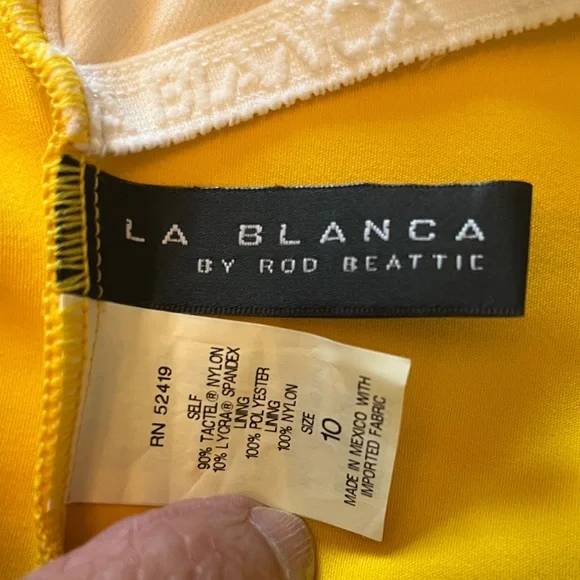 BLANCA
LA BLANCA
BY ROD BEATTIE
RN 52419
SELF
90% TACTEL® NYLON
10% LYCRA® SPANDEX
LINING
100% POLYESTER
LINING
100% NYLON
SIZE
10
MADE IN MEXICO WITH
IMPORTED FABRIC